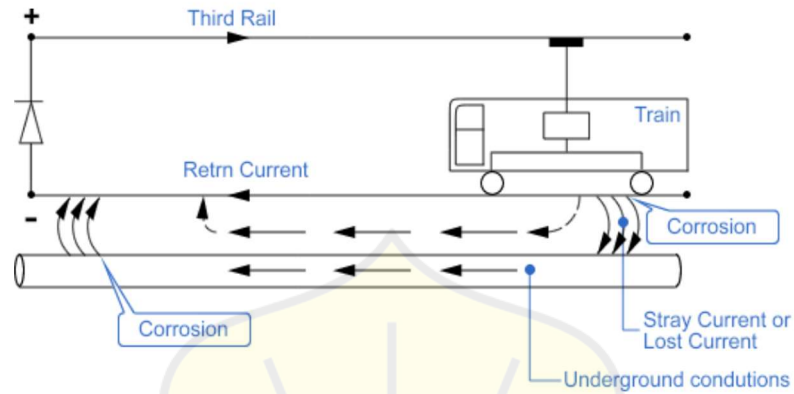 +
Third Rail
Train
Retrn Current
-
Corrosion
Corrosion
Stray Current or
Lost Current
Underground condutions